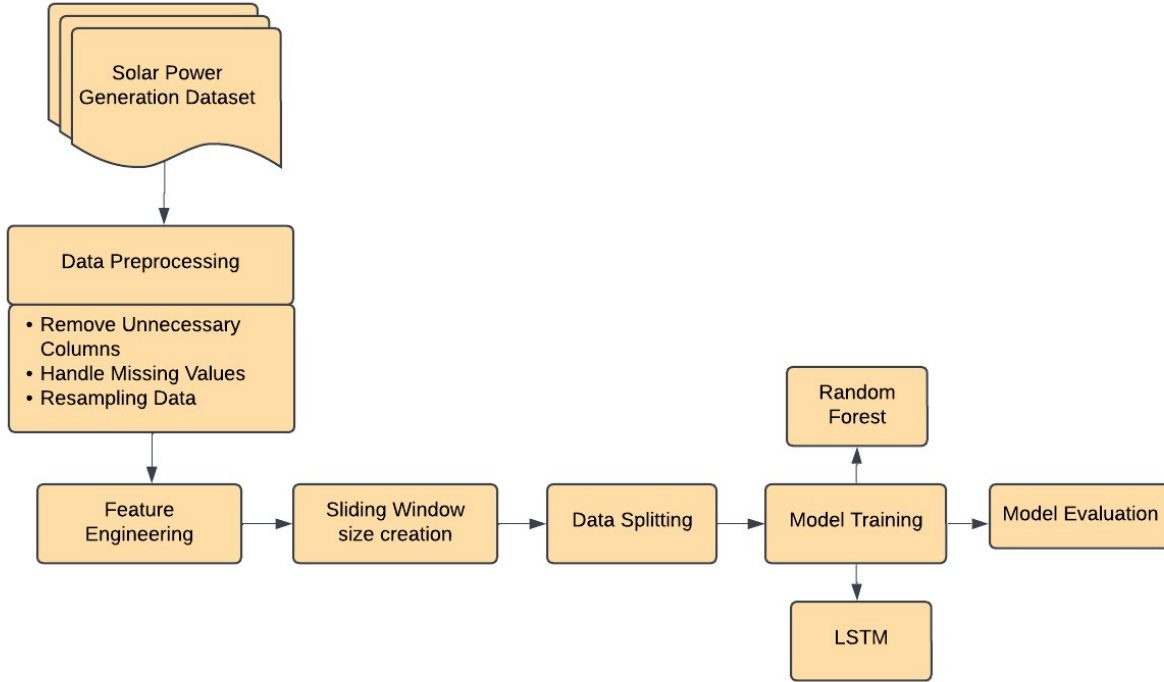 Solar Power
Generation Dataset
Data Preprocessing
• Remove Unnecessary
Columns
• Handle Missing Values
• Resampling Data
Random
Forest
Feature
Engineering
Sliding Window
size creation
Data Splitting
Model Training
Model Evaluation
LSTM